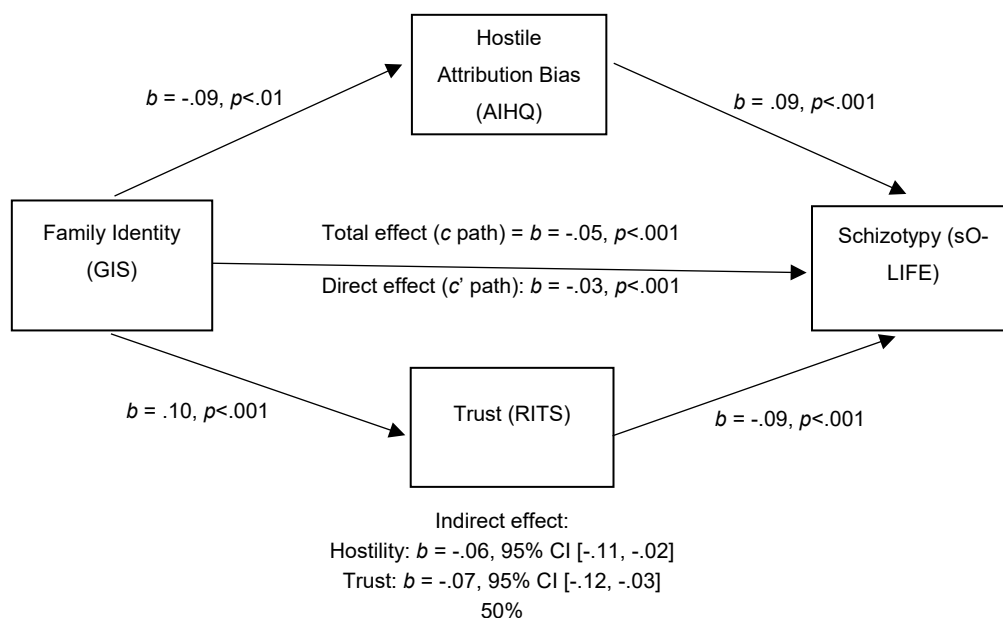 Hostile
Attribution Bias
(AIHQ)
b = -.09, p<.01
b = .09, p<.001
Family Identity
(GIS)
Total effect (c path) = b = -.05, p<.001
Direct effect (c' path): b = -.03, p<.001
Schizotypy (sO-
LIFE)
b = .10, p<.001
Trust (RITS)
b = -.09, p<.001
Indirect effect:
Hostility: b = -.06, 95% CI [-.11, -.02]
Trust: b = -.07, 95% CI [-.12, -.03]
50%